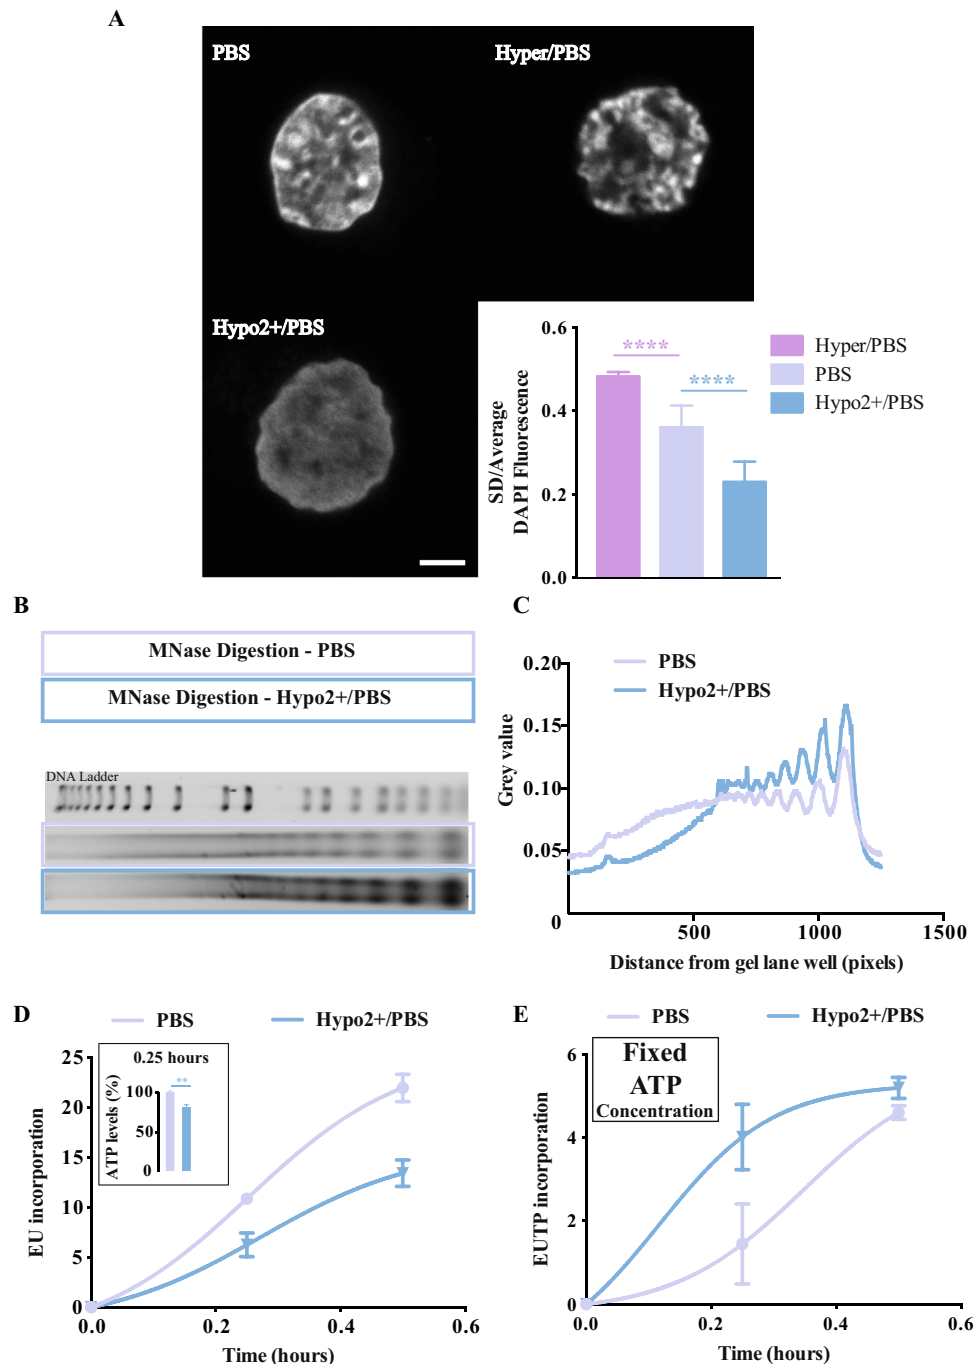 A
PBS
Hyper/PBS
Hypo2+/PBS
0.6
0.4
0.2
0.0
SD/Average
DAPI Fluorescence
****
****
Hyper/PBS
PBS
Hypo2+/PBS
B
MNase Digestion - PBS
MNase Digestion - Hypo2+/PBS
DNA Ladder
C
PBS
Hypo2+/PBS
0.20
0.15
0.10
0.05
0
Grey value
500
1000
1500
Distance from gel lane well (pixels)
D
PBS
Hypo2+/PBS
25
20
15
10
5
0
EU incorporation
0.25 hours
**
100
50
0
ATP levels (%)
0.0
0.2
0.4
0.6
Time (hours)
E
PBS
Hypo2+/PBS
Fixed
ATP
Concentration
6
4
2
0
EUTP incorporation
0.0
0.2
0.4
0.6
Time (hours)